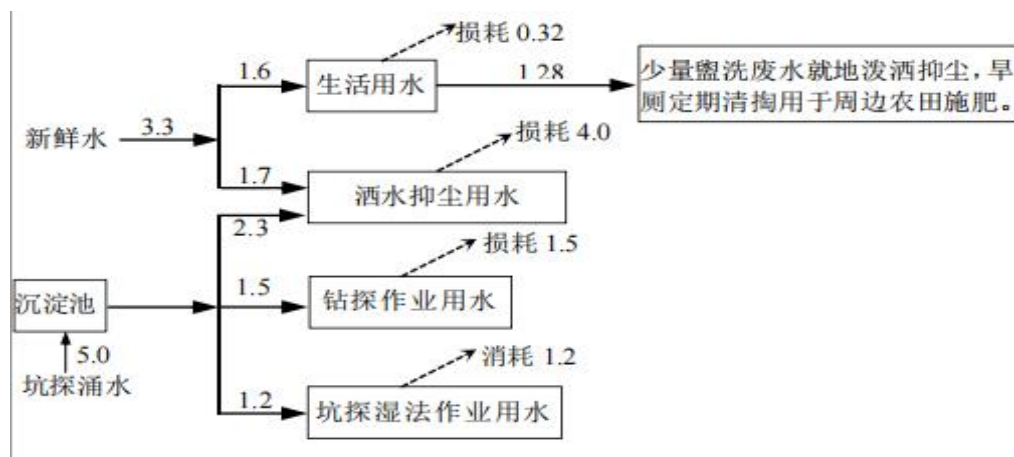 损耗 0.32
1.6
生活用水
1.28
少量盥洗废水就地泼洒抑尘，旱
厕定期清掏用于周边农田施肥。
新鲜水
3.3
损耗 4.0
1.7
洒水抑尘用水
2.3
损耗 1.5
沉淀池
1.5
钻探作业用水
5.0
坑探涌水
消耗 1.2
1.2
坑探湿法作业用水